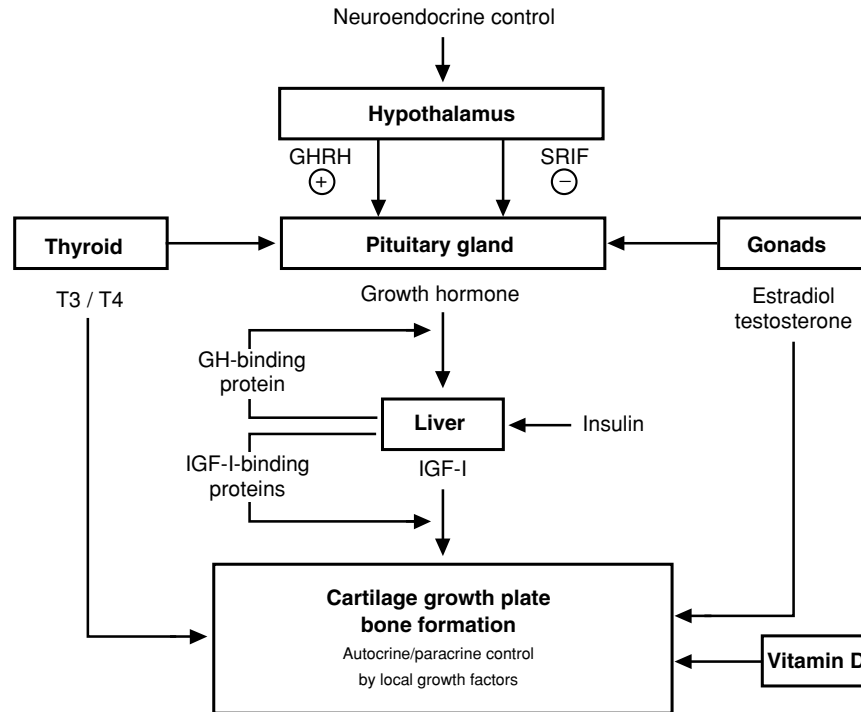 Neuroendocrine control
Hypothalamus
GHRH
+
SRIF
−
Thyroid
Pituitary gland
Gonads
T3 / T4
Growth hormone
Estradiol
testosterone
GH-binding
protein
Liver
Insulin
IGF-I-binding
proteins
IGF-I
Cartilage growth plate
bone formation
Autocrine/paracrine control
by local growth factors
Vitamin D